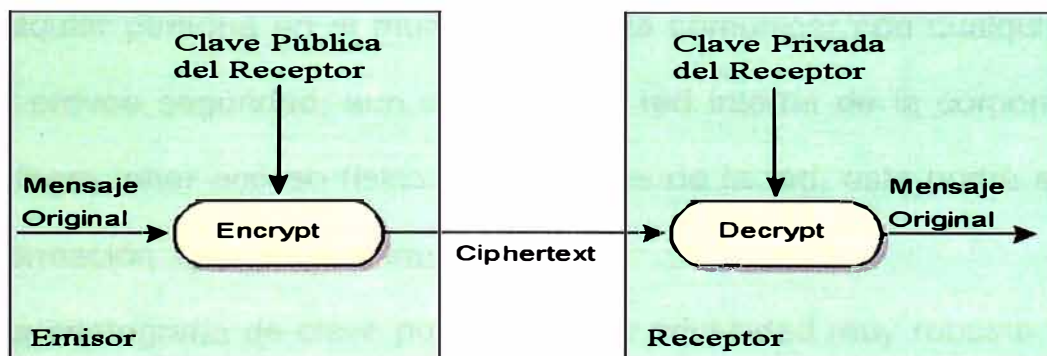 Clave Pública
del Receptor
Clave Privada
del Receptor
Mensaje
Original
Encrypt
Ciphertext
Decrypt
Mensaje
Original
Emisor
Receptor